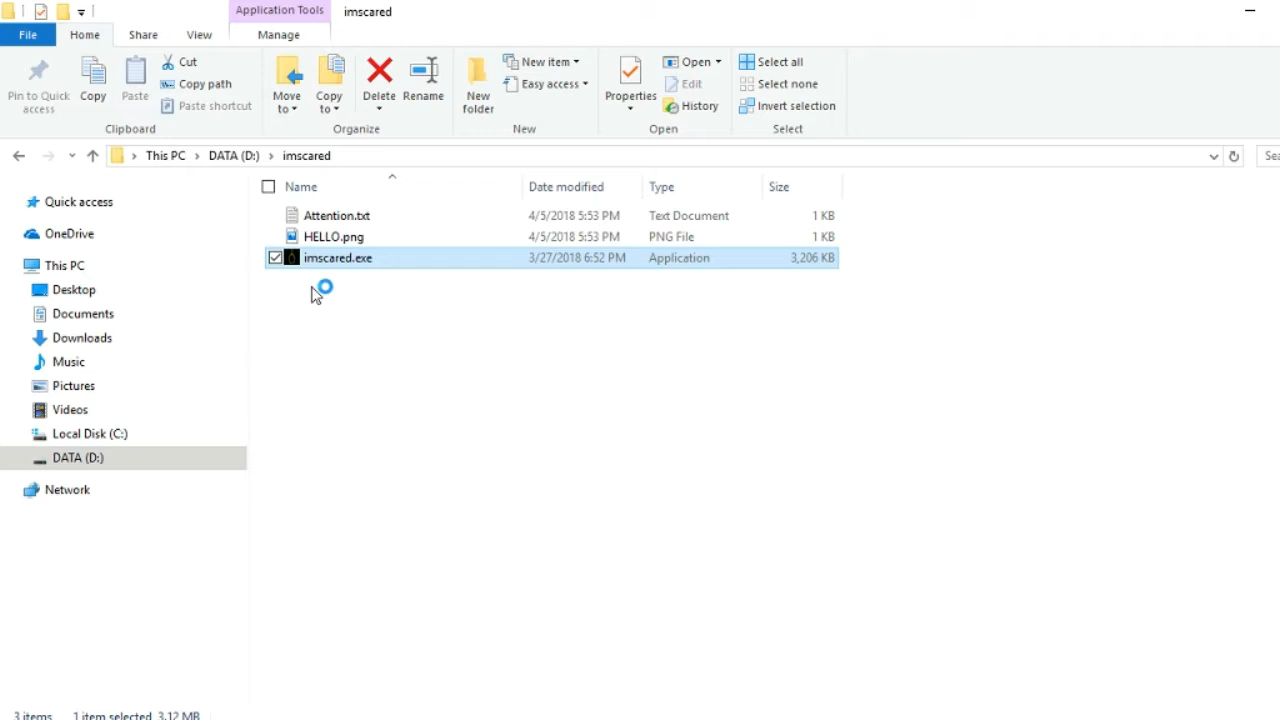 Application Tools imscared
File Home Share View Manage
Pin to Quick access
Copy
Paste
Cut
Copy path
Paste shortcut
Clipboard
Move to
Copy to
Delete
Rename
Organize
New folder
New item
Easy access
New
Properties
Open
Edit
History
Open
Select all
Select none
Invert selection
Select
This PC › DATA (D:) › imscared
Name Date modified Type Size
Attention.txt 4/5/2018 5:53 PM Text Document 1 KB
HELLO.png 4/5/2018 5:53 PM PNG File 1 KB
imscared.exe 3/27/2018 6:52 PM Application 3,206 KB
Quick access
OneDrive
This PC
Desktop
Documents
Downloads
Music
Pictures
Videos
Local Disk (C:)
DATA (D:)
Network
3 items 1 item selected 3.12 MB